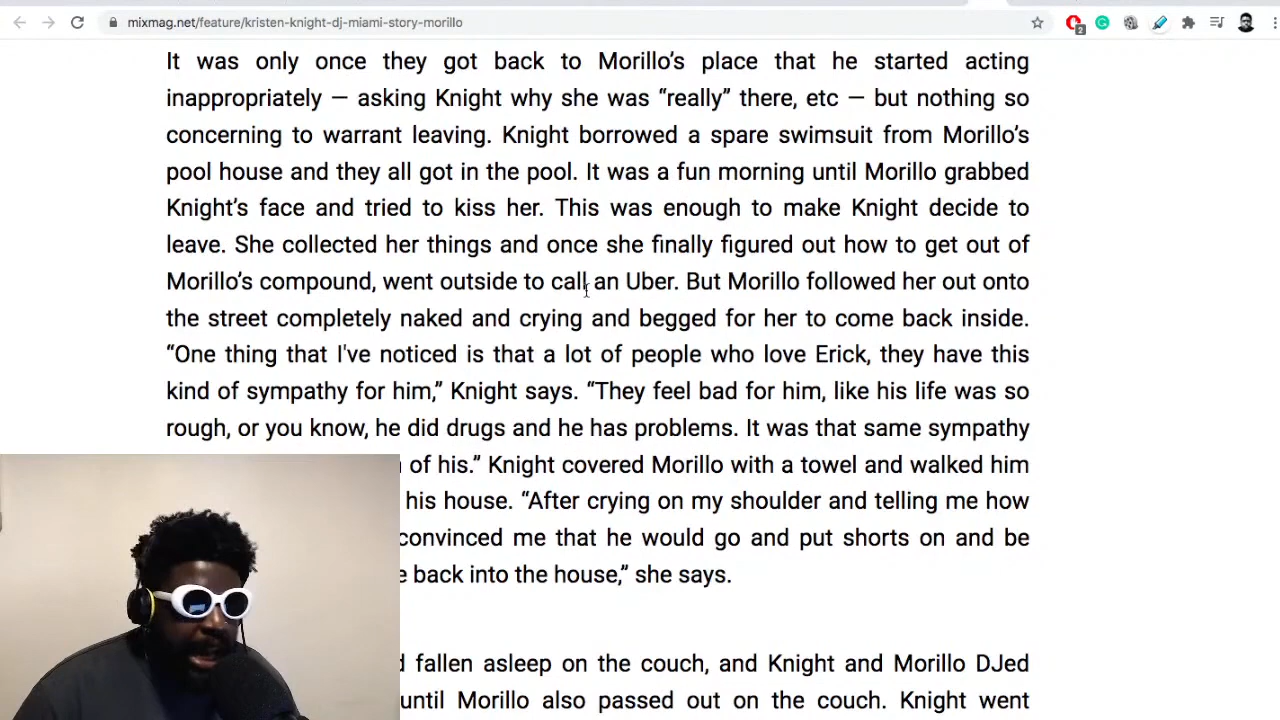 mixmag.net/feature/kristen-knight-dj-miami-story-morillo
2
It was only once they got back to Morillo’s place that he started acting
inappropriately — asking Knight why she was “really” there, etc — but nothing so
concerning to warrant leaving. Knight borrowed a spare swimsuit from Morillo’s
pool house and they all got in the pool. It was a fun morning until Morillo grabbed
Knight’s face and tried to kiss her. This was enough to make Knight decide to
leave. She collected her things and once she finally figured out how to get out of
Morillo’s compound, went outside to call an Uber. But Morillo followed her out onto
the street completely naked and crying and begged for her to come back inside.
“One thing that I've noticed is that a lot of people who love Erick, they have this
kind of sympathy for him,” Knight says. “They feel bad for him, like his life was so
rough, or you know, he did drugs and he has problems. It was that same sympathy
of his.” Knight covered Morillo with a towel and walked him
his house. “After crying on my shoulder and telling me how
convinced me that he would go and put shorts on and be
back into the house,” she says.
fallen asleep on the couch, and Knight and Morillo DJed
until Morillo also passed out on the couch. Knight went